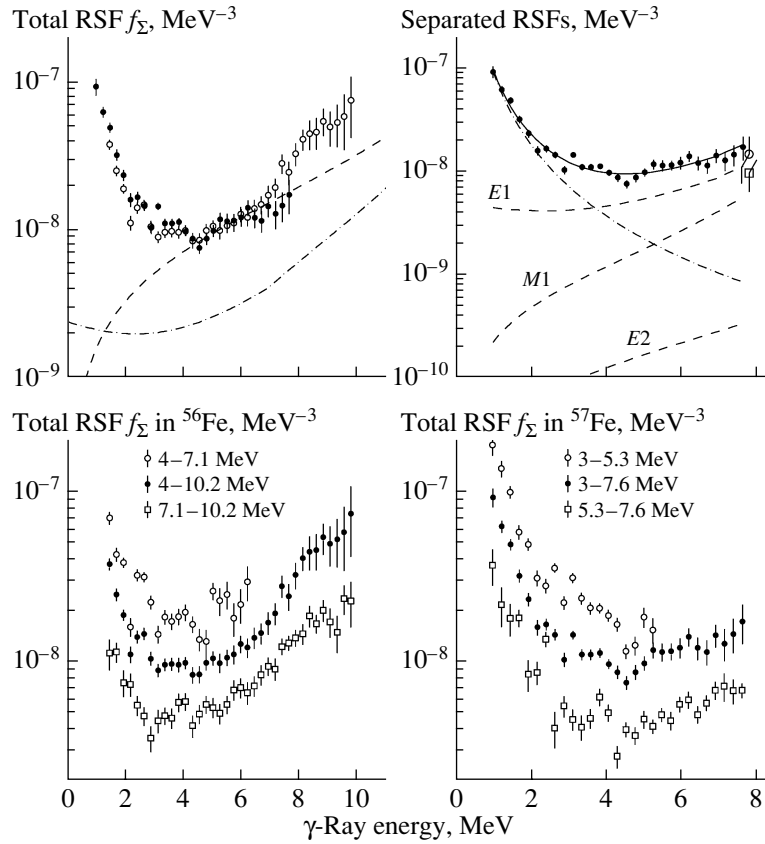 Total RSF fΣ, MeV⁻³
10⁻⁷
10⁻⁸
10⁻⁹
Separated RSFs, MeV⁻³
10⁻⁷
10⁻⁸
10⁻⁹
10⁻¹⁰
E1
M1
E2
Total RSF fΣ in ⁵⁶Fe, MeV⁻³
4–7.1 MeV
4–10.2 MeV
7.1–10.2 MeV
10⁻⁷
10⁻⁸
0 2 4 6 8 10
Total RSF fΣ in ⁵⁷Fe, MeV⁻³
3–5.3 MeV
3–7.6 MeV
5.3–7.6 MeV
10⁻⁷
10⁻⁸
0 2 4 6 8
γ-Ray energy, MeV